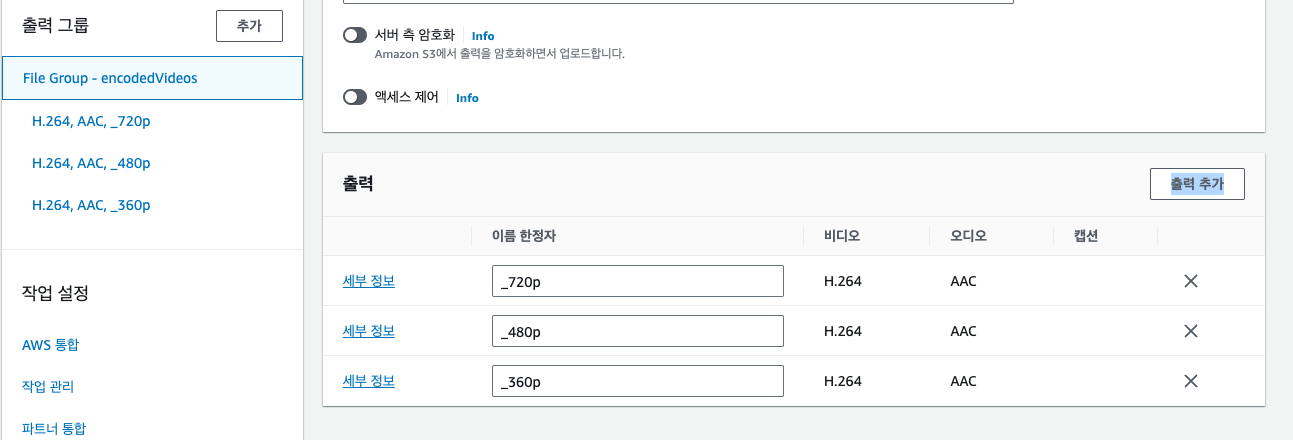 출력 그룹
추가
File Group - encodedVideos
H.264, AAC, _720p
H.264, AAC, _480p
H.264, AAC, _360p
작업 설정
AWS 통합
작업 관리
파트너 통합
서버 측 암호화 Info
Amazon S3에서 출력을 암호화하면서 업로드합니다.
액세스 제어 Info
출력
출력 추가
이름 한정자 비디오 오디오 캡션
세부 정보 _720p H.264 AAC
세부 정보 _480p H.264 AAC
세부 정보 _360p H.264 AAC